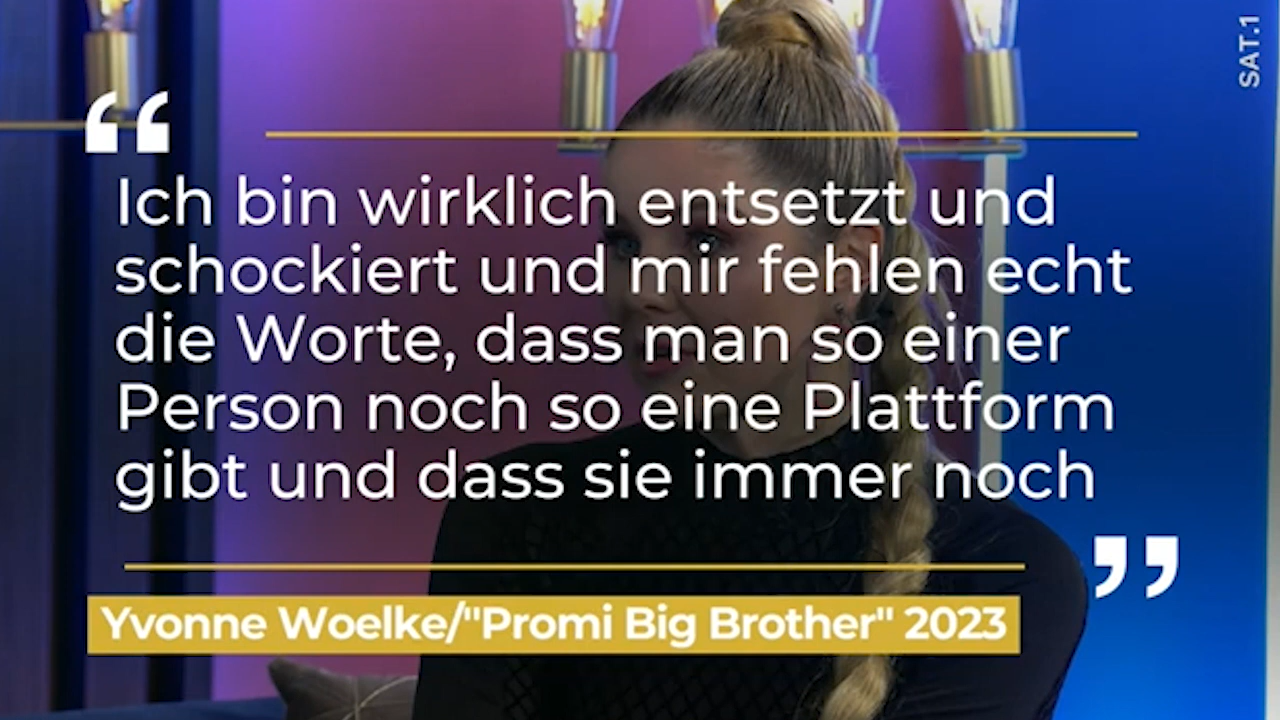 SAT.1
“
Ich bin wirklich entsetzt und
schockiert und mir fehlen echt
die Worte, dass man so einer
Person noch so eine Plattform
gibt und dass sie immer noch
”
Yvonne Woelke/"Promi Big Brother" 2023